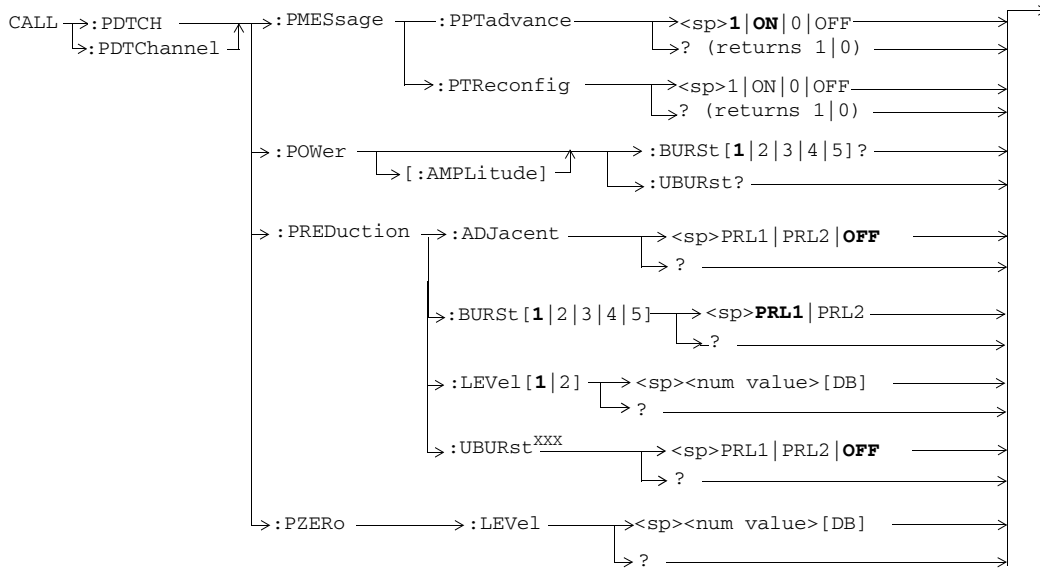 CALL :PDTCH :PMESsage :PPTadvance <sp>1|ON|0|OFF
:PDTChannel ? (returns 1|0)
:PTReconfig <sp>1|ON|0|OFF
? (returns 1|0)
:POWer :BURSt[1|2|3|4|5]?
[:AMPLitude] :UBURst?
:PREDuction :ADJacent <sp>PRL1|PRL2|OFF
?
:BURSt[1|2|3|4|5] <sp>PRL1|PRL2
?
:LEVel[1|2] <sp><num value>[DB]
?
:UBURstXXX <sp>PRL1|PRL2|OFF
?
:PZERo :LEVel <sp><num value>[DB]
?